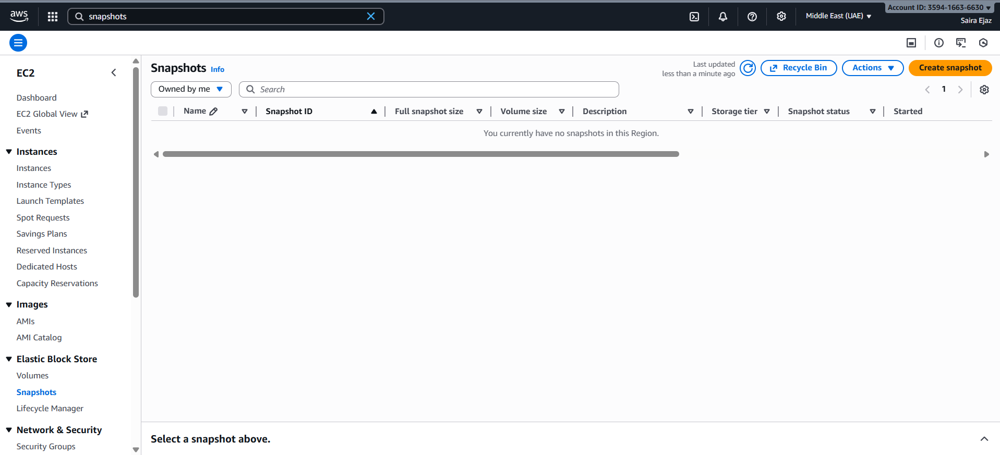 aws
snapshots
Middle East (UAE)
Account ID: 3594-1663-6630
Saira Ejaz
EC2
Dashboard
EC2 Global View
Events
Instances
Instances
Instance Types
Launch Templates
Spot Requests
Savings Plans
Reserved Instances
Dedicated Hosts
Capacity Reservations
Images
AMIs
AMI Catalog
Elastic Block Store
Volumes
Snapshots
Lifecycle Manager
Network & Security
Security Groups
Snapshots Info
Last updated
less than a minute ago
Recycle Bin
Actions
Create snapshot
Owned by me
Search
1
Name Snapshot ID Full snapshot size Volume size Description Storage tier Snapshot status Started
You currently have no snapshots in this Region.
Select a snapshot above.